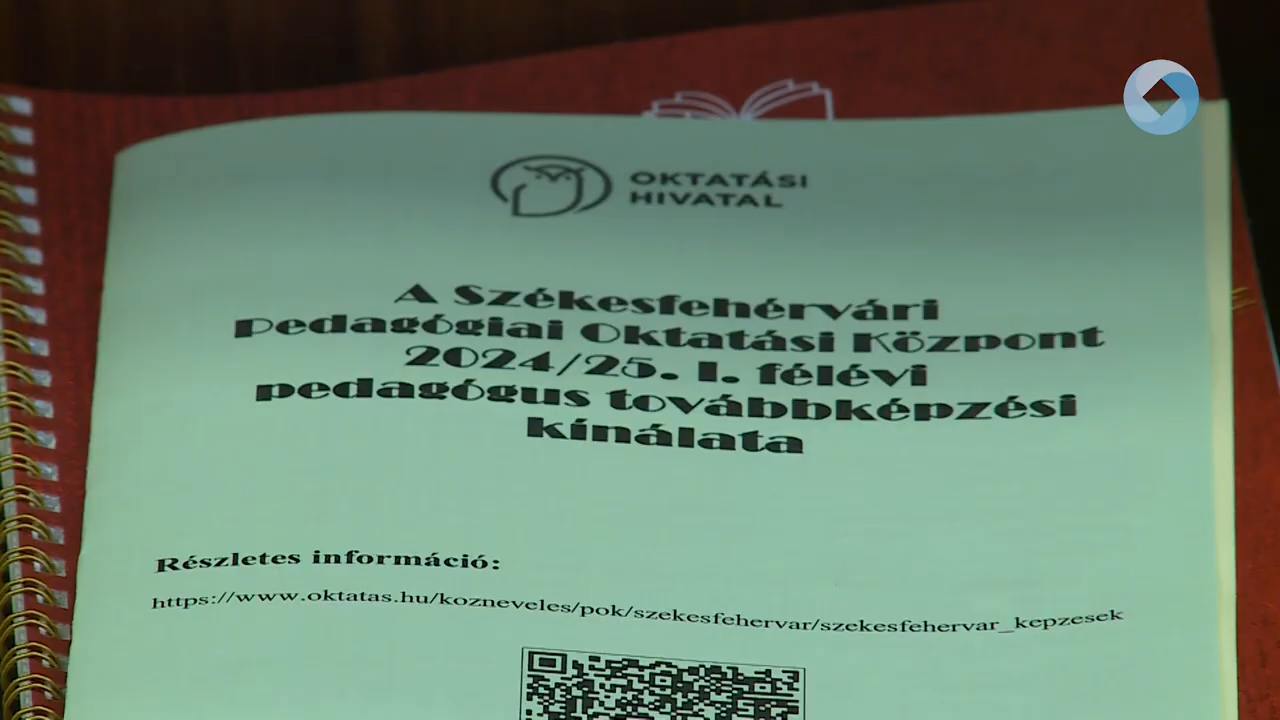 OKTATÁSI
HIVATAL
A Székesfehérvári
Pedagógiai Oktatási Központ
2024/25. I. félévi
pedagógus továbbképzési
kínálata
Részletes információ:
https://www.oktatas.hu/kozneveles/pok/szekesfehervar/szekesfehervar_kepzesek